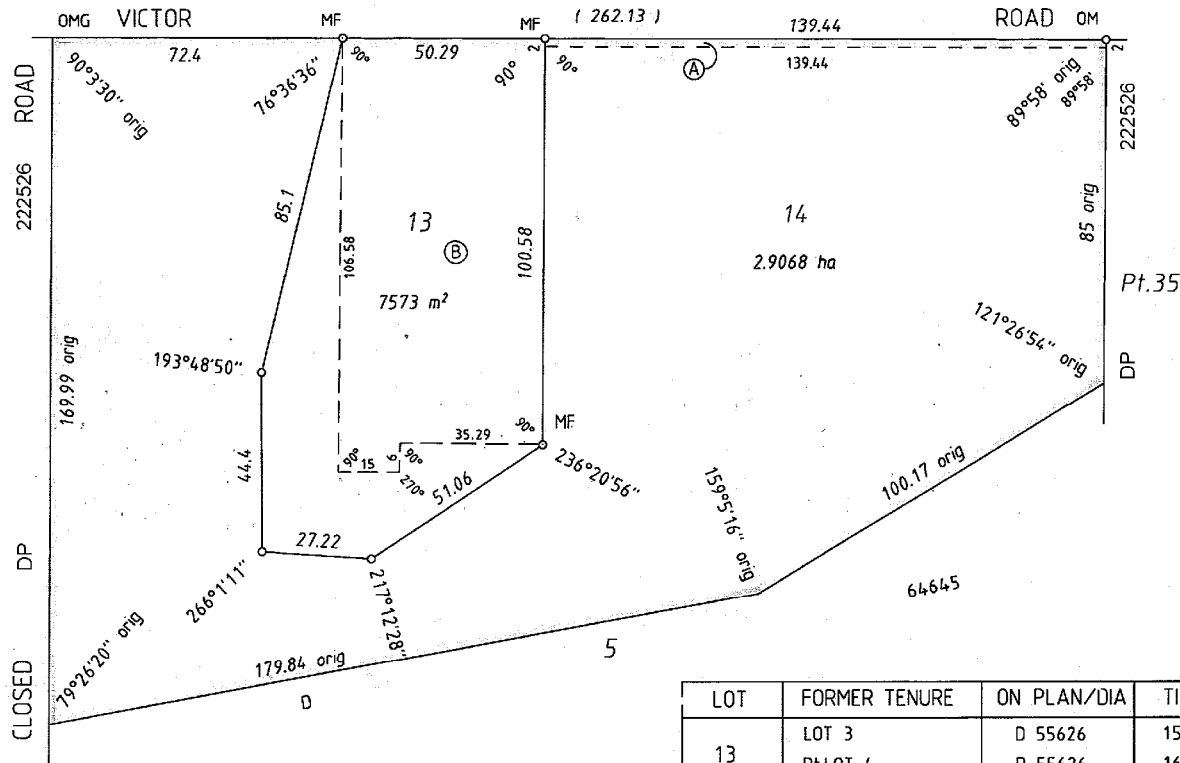 OMG VICTOR MF MF ( 262.13 ) 139.44 ROAD OM
72.4 50.29 2 139.44 2
90° 90° 90° Ⓐ
90°3'30" orig 76°36'36" 89°58' orig 89°58'
ROAD 222526
222526
85.1 106.58 13 Ⓑ 100.58 14 85 orig
7573 m² 2.9068 ha Pt.35
193°48'50" 121°26'54" orig
169.99 orig DP
44.4 90° 15 9 90° 35.29 90° MF
270° 51.06 236°20'56" 159°5'16" orig 100.17 orig
DP 27.22
266°1'11" 217°12'28" 64645
CLOSED 79°26'20" orig 179.84 orig 5
D
LOT FORMER TENURE ON PLAN/DIA TI
13 LOT 3 D 55626 15